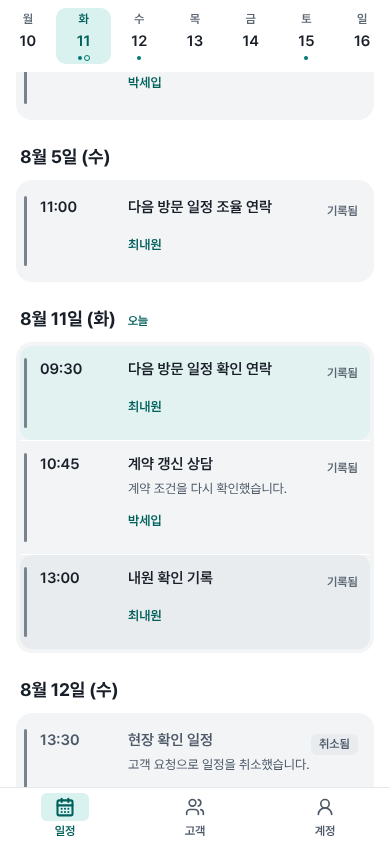 월 화 수 목 금 토 일
10 11 12 13 14 15 16
박세입
8월 5일 (수)
11:00 다음 방문 일정 조율 연락 기록됨
최내원
8월 11일 (화) 오늘
09:30 다음 방문 일정 확인 연락 기록됨
최내원
10:45 계약 갱신 상담 기록됨
계약 조건을 다시 확인했습니다.
박세입
13:00 내원 확인 기록 기록됨
최내원
8월 12일 (수)
13:30 현장 확인 일정 취소됨
고객 요청으로 일정을 취소했습니다.
일정 고객 계정